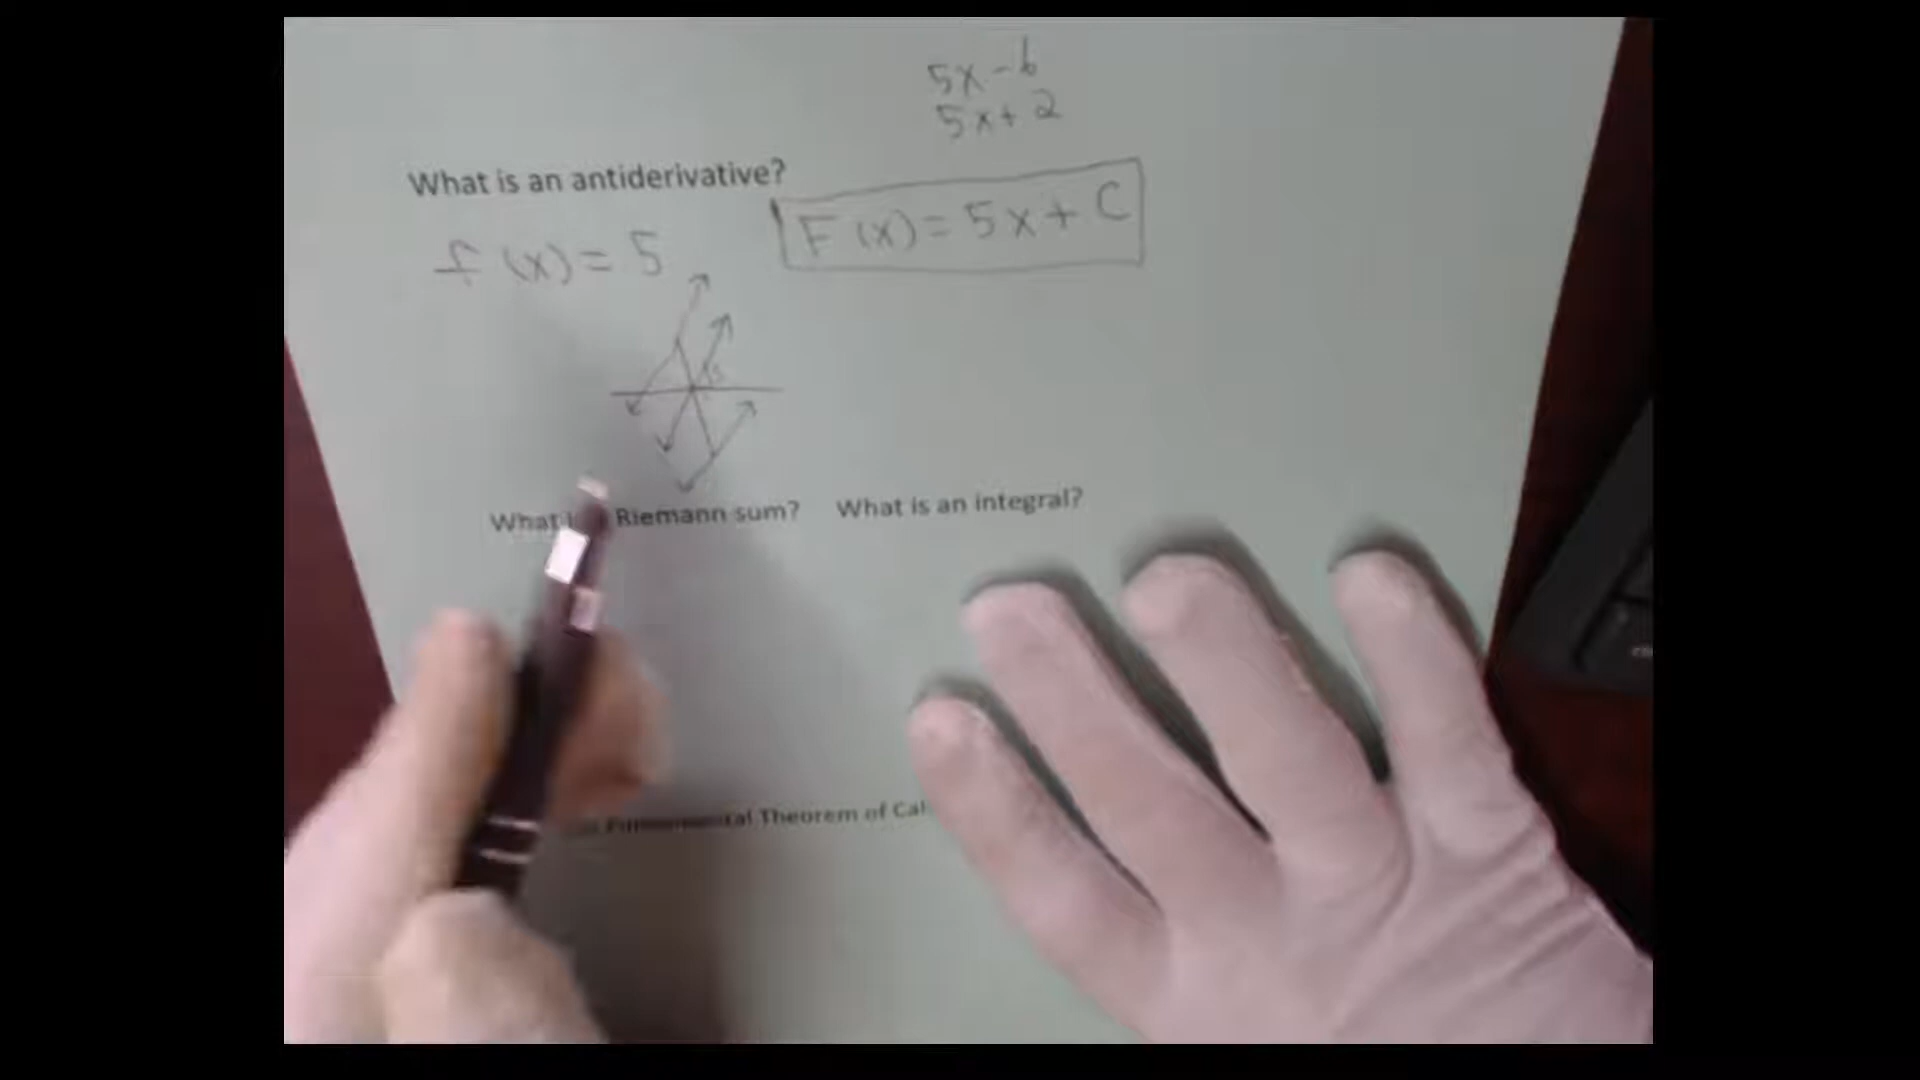 5x-6
5x+2
What is an antiderivative?
F(x)=5x+C
f(x)=5
What Riemann sum? What is an integral?
Theorem of Cal